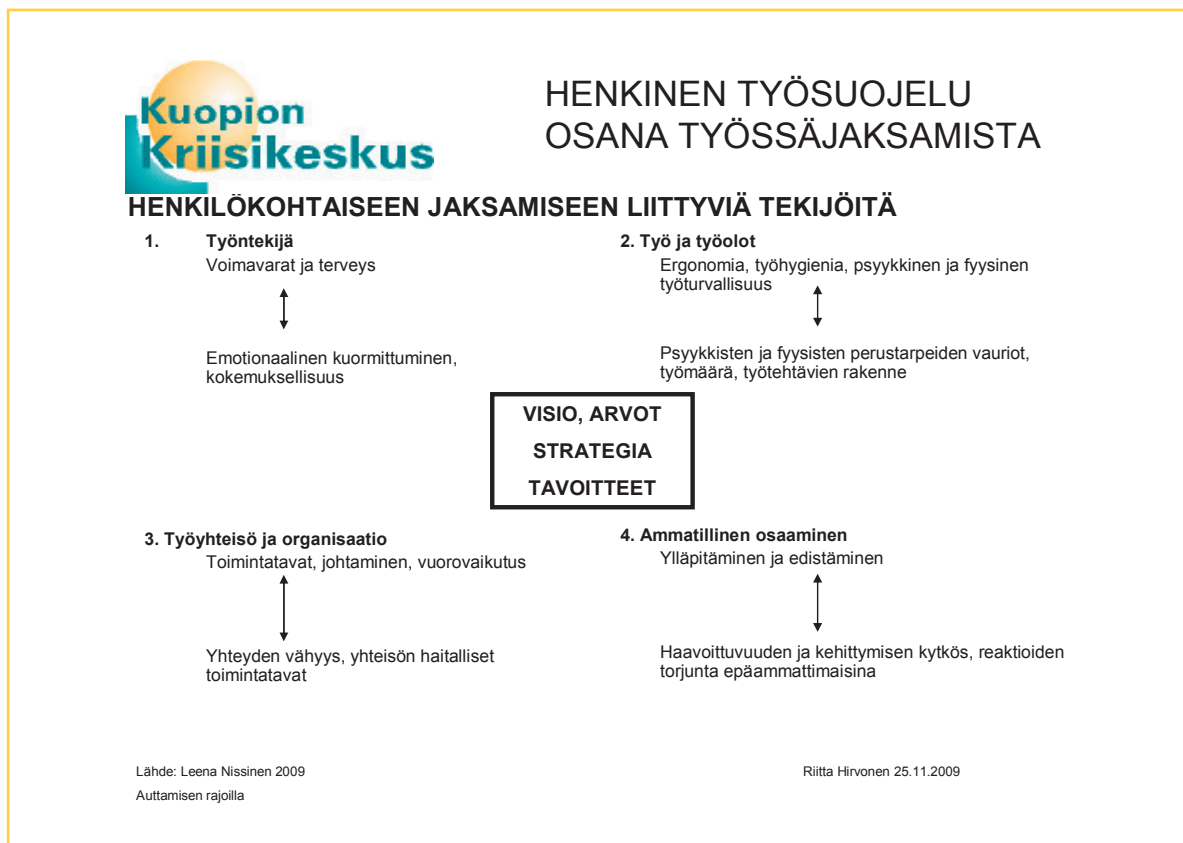 Kuopion
Kriisikeskus
HENKINEN TYÖSUOJELU
OSANA TYÖSSÄJAKSAMISTA
HENKILÖKOHTAISEEN JAKSAMISEEN LIITTYVIÄ TEKIJÖITÄ
1. Työntekijä
Voimavarat ja terveys
Emotionaalinen kuormittuminen,
kokemuksellisuus
2. Työ ja työolot
Ergonomia, työhygienia, psyykkinen ja fyysinen
työturvallisuus
Psyykkisten ja fyysisten perustarpeiden vauriot,
työmäärä, työtehtävien rakenne
VISIO, ARVOT
STRATEGIA
TAVOITTEET
3. Työyhteisö ja organisaatio
Toimintatavat, johtaminen, vuorovaikutus
Yhteyden vähyys, yhteisön haitalliset
toimintatavat
4. Ammatillinen osaaminen
Ylläpitäminen ja edistäminen
Haavoittuvuuden ja kehittymisen kytkös, reaktioiden
torjunta epäammattimaisina
Lähde: Leena Nissinen 2009
Auttamisen rajoilla
Riitta Hirvonen 25.11.2009